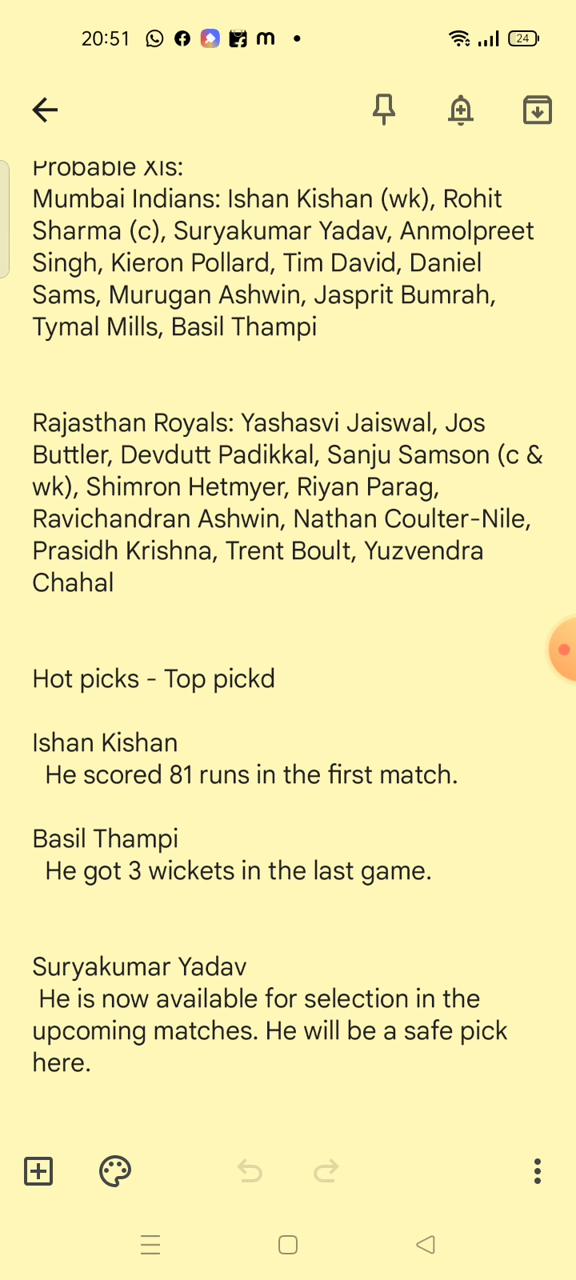 20:51
24
Probable XIs:
Mumbai Indians: Ishan Kishan (wk), Rohit
Sharma (c), Suryakumar Yadav, Anmolpreet
Singh, Kieron Pollard, Tim David, Daniel
Sams, Murugan Ashwin, Jasprit Bumrah,
Tymal Mills, Basil Thampi
Rajasthan Royals: Yashasvi Jaiswal, Jos
Buttler, Devdutt Padikkal, Sanju Samson (c &
wk), Shimron Hetmyer, Riyan Parag,
Ravichandran Ashwin, Nathan Coulter-Nile,
Prasidh Krishna, Trent Boult, Yuzvendra
Chahal
Hot picks - Top pickd
Ishan Kishan
He scored 81 runs in the first match.
Basil Thampi
He got 3 wickets in the last game.
Suryakumar Yadav
He is now available for selection in the
upcoming matches. He will be a safe pick
here.